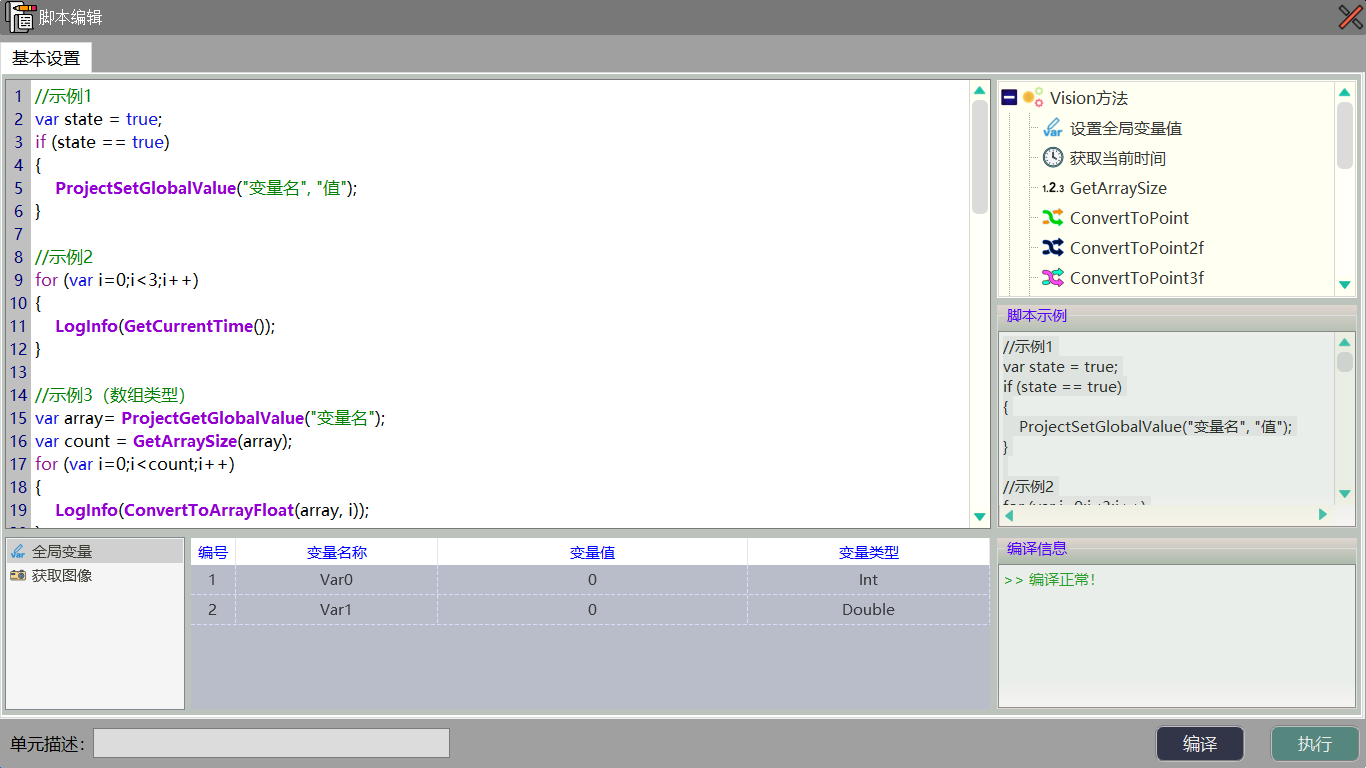 脚本编辑
基本设置
1 //示例1
2 var state = true;
3 if (state == true)
4 {
5 ProjectSetGlobalValue("变量名", "值");
6 }
7
8 //示例2
9 for (var i=0;i<3;i++)
10 {
11 LogInfo(GetCurrentTime());
12 }
13
14 //示例3（数组类型）
15 var array= ProjectGetGlobalValue("变量名");
16 var count = GetArraySize(array);
17 for (var i=0;i<count;i++)
18 {
19 LogInfo(ConvertToArrayFloat(array, i));
Vision方法
var 设置全局变量值
获取当前时间
1.2.3 GetArraySize
ConvertToPoint
ConvertToPoint2f
ConvertToPoint3f
脚本示例
//示例1
var state = true;
if (state == true)
{
ProjectSetGlobalValue("变量名", "值");
}
//示例2
var 全局变量
获取图像
编号 变量名称 变量值 变量类型
1 Var0 0 Int
2 Var1 0 Double
编译信息
>> 编译正常!
单元描述:
编译
执行